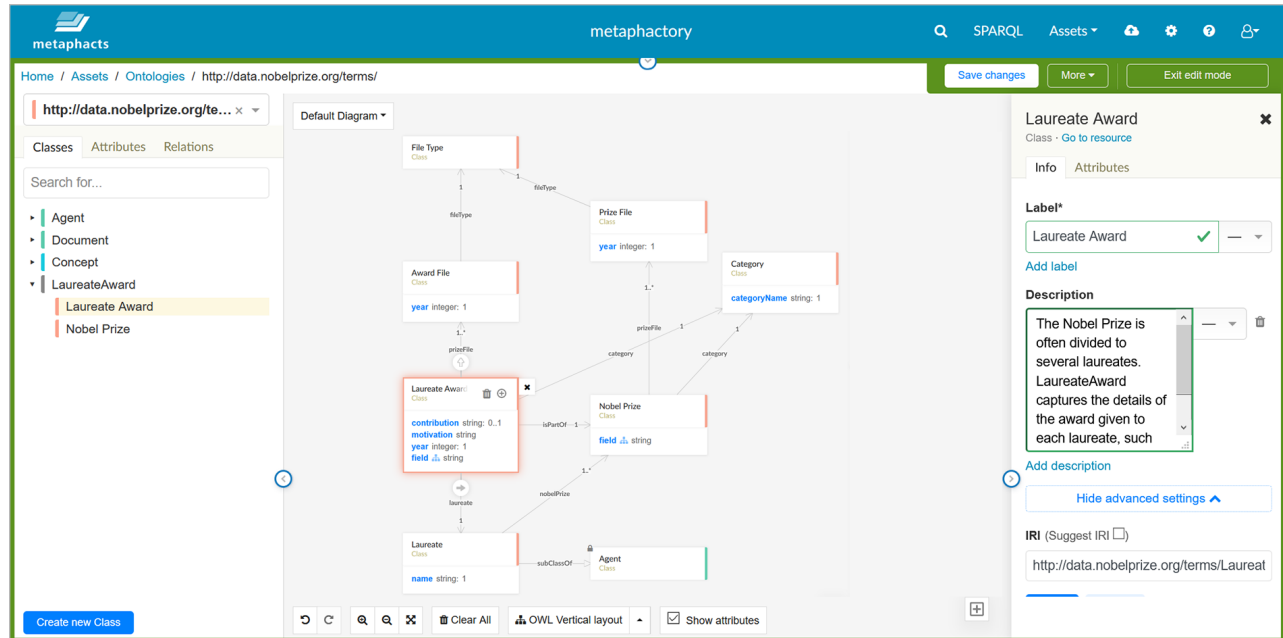 metaphacts
metaphactory
SPARQL
Assets
Home / Assets / Ontologies / http://data.nobelprize.org/terms/
Save changes
More
Exit edit mode
http://data.nobelprize.org/te...
Classes
Attributes
Relations
Search for...
Agent
Document
Concept
LaureateAward
Laureate Award
Nobel Prize
Create new Class
Default Diagram
File Type
Class
1
fileType
1
fileType
Prize File
Class
year integer: 1
Award File
Class
year integer: 1
Category
Class
categoryName string: 1
1..*
prizeFile
1
category
1
category
1..*
prizeFile
Laureate Award
Class
contribution string: 0..1
motivation string
year integer: 1
field string
isPartOf 1
Nobel Prize
Class
field string
1..*
nobelPrize
laureate
1
Laureate
Class
name string: 1
subClassOf
Agent
Class
Clear All
OWL Vertical layout
Show attributes
Laureate Award
Class · Go to resource
Info
Attributes
Label*
Laureate Award
—
Add label
Description
The Nobel Prize is
often divided to
several laureates.
LaureateAward
captures the details of
the award given to
each laureate, such
—
Add description
Hide advanced settings
IRI (Suggest IRI)
http://data.nobelprize.org/terms/Laureat